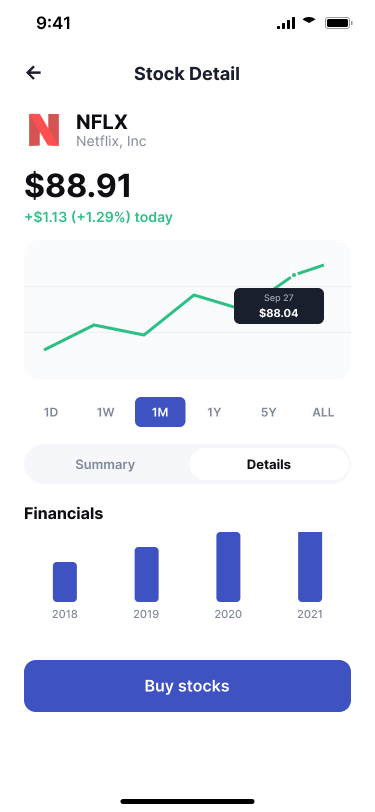 9:41
Stock Detail
NFLX
Netflix, Inc
$88.91
+$1.13 (+1.29%) today
Sep 27
$88.04
1D 1W 1M 1Y 5Y ALL
Summary Details
Financials
2018 2019 2020 2021
Buy stocks